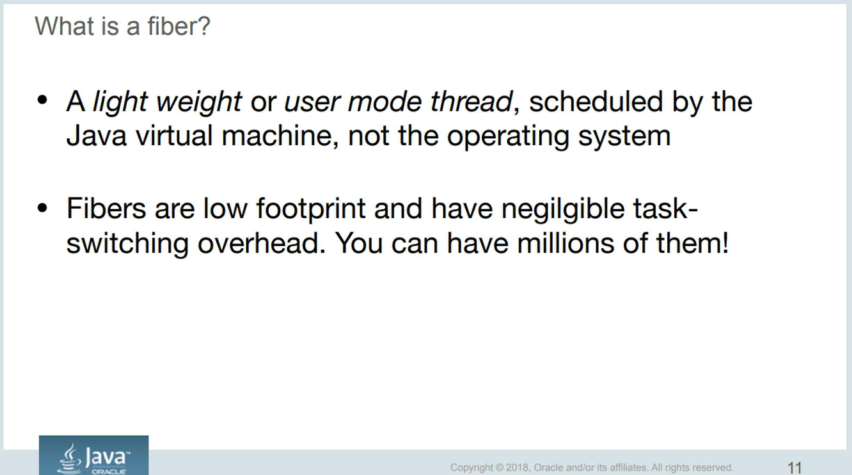 What is a fiber?
• A light weight or user mode thread, scheduled by the
Java virtual machine, not the operating system
• Fibers are low footprint and have negilgible task-
switching overhead. You can have millions of them!
Java™
ORACLE
Copyright © 2018, Oracle and/or its affiliates. All rights reserved.
11